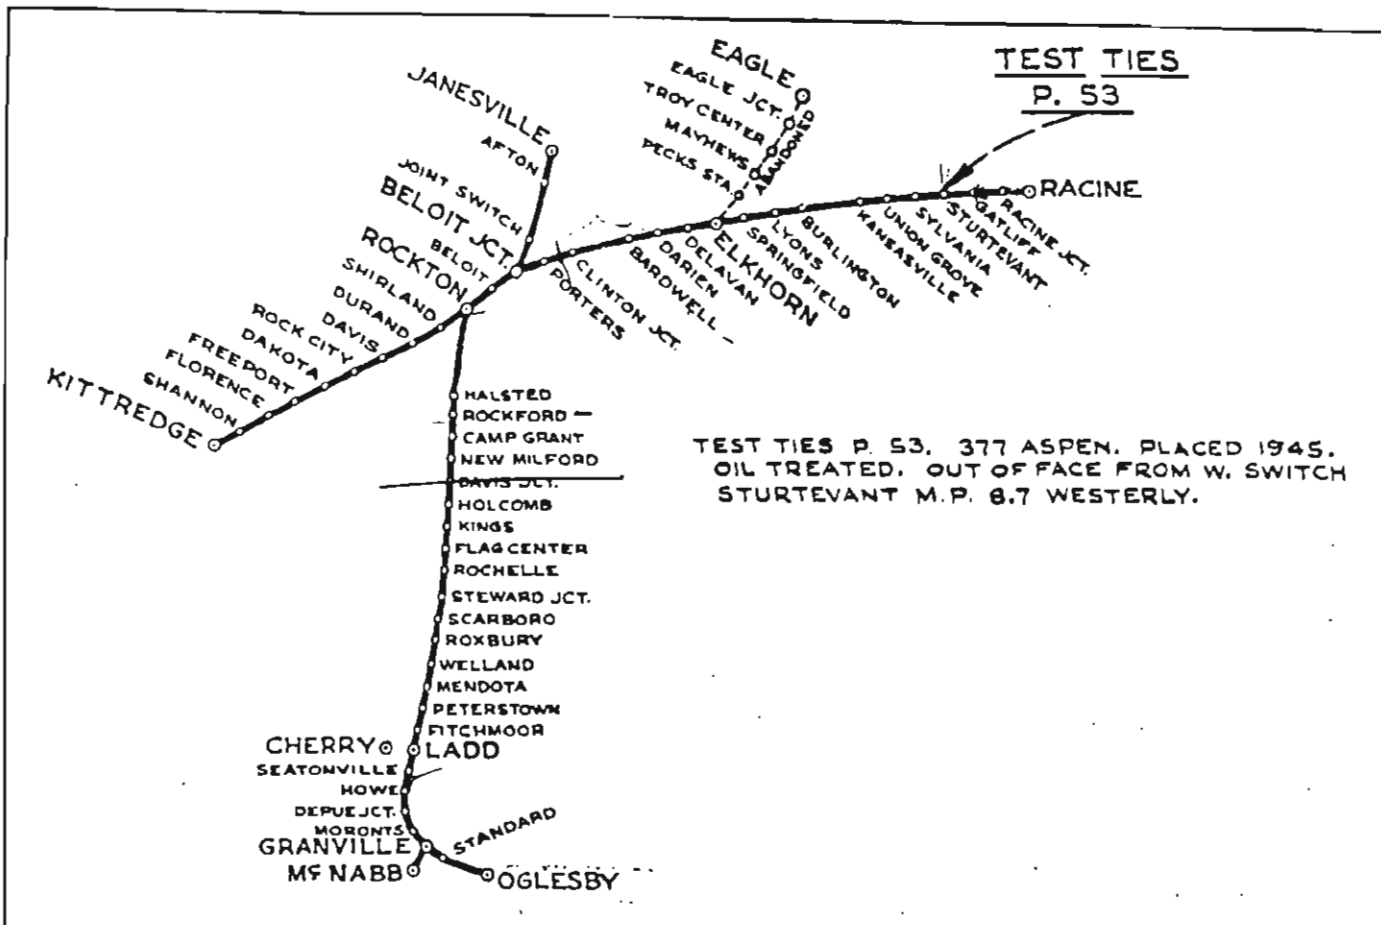 TEST TIES
P. 53
EAGLE
EAGLE JCT.
TROY CENTER
MAYHEWS
PECKS STA.
ABANDONED
JANESVILLE
AFTON
JOINT SWITCH
BELOIT JCT.
BELOIT
ROCKTON
SHIRLAND
DURAND
DAVIS
ROCK CITY
DAKOTA
FREEPORT
FLORENCE
SHANNON
KITTREDGE
PORTERS
CLINTON JCT.
BARDWELL
DARIEN
DELAVAN
ELKHORN
SPRINGFIELD
LYONS
BURLINGTON
KANEASVILLE
UNION GROVE
SYLVANIA
STURTEVANT
GATLIFF
RACINE JCT.
RACINE
HALSTED
ROCKFORD
CAMP GRANT
NEW MILFORD
DAVIS JCT.
HOLCOMB
KINGS
FLAG CENTER
ROCHELLE
STEWARD JCT.
SCARBORO
ROXBURY
WELLAND
MENDOTA
PETERSTOWN
FITCHMOOR
CHERRY
LADD
SEATONVILLE
HOWE
DEPUE JCT.
MORONTS
GRANVILLE
STANDARD
McNABB
OGLESBY
TEST TIES P. 53. 377 ASPEN. PLACED 1945.
OIL TREATED. OUT OF FACE FROM W. SWITCH
STURTEVANT M.P. 8.7 WESTERLY.